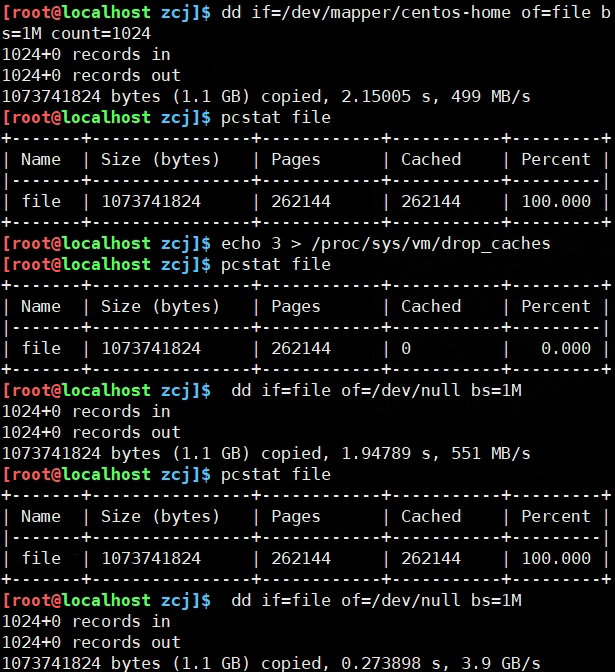 [root@localhost zcj]$ dd if=/dev/mapper/centos-home of=file b
s=1M count=1024
1024+0 records in
1024+0 records out
1073741824 bytes (1.1 GB) copied, 2.15005 s, 499 MB/s
[root@localhost zcj]$ pcstat file
+-------+----------------+------------+-----------+---------+
| Name  | Size (bytes)   | Pages      | Cached    | Percent |
|-------+----------------+------------+-----------+---------|
| file  | 1073741824     | 262144     | 262144    | 100.000 |
+-------+----------------+------------+-----------+---------+
[root@localhost zcj]$ echo 3 > /proc/sys/vm/drop_caches
[root@localhost zcj]$ pcstat file
+-------+----------------+------------+-----------+---------+
| Name  | Size (bytes)   | Pages      | Cached    | Percent |
|-------+----------------+------------+-----------+---------|
| file  | 1073741824     | 262144     | 0         |   0.000 |
+-------+----------------+------------+-----------+---------+
[root@localhost zcj]$  dd if=file of=/dev/null bs=1M
1024+0 records in
1024+0 records out
1073741824 bytes (1.1 GB) copied, 1.94789 s, 551 MB/s
[root@localhost zcj]$ pcstat file
+-------+----------------+------------+-----------+---------+
| Name  | Size (bytes)   | Pages      | Cached    | Percent |
|-------+----------------+------------+-----------+---------|
| file  | 1073741824     | 262144     | 262144    | 100.000 |
+-------+----------------+------------+-----------+---------+
[root@localhost zcj]$  dd if=file of=/dev/null bs=1M
1024+0 records in
1024+0 records out
1073741824 bytes (1.1 GB) copied, 0.273898 s, 3.9 GB/s